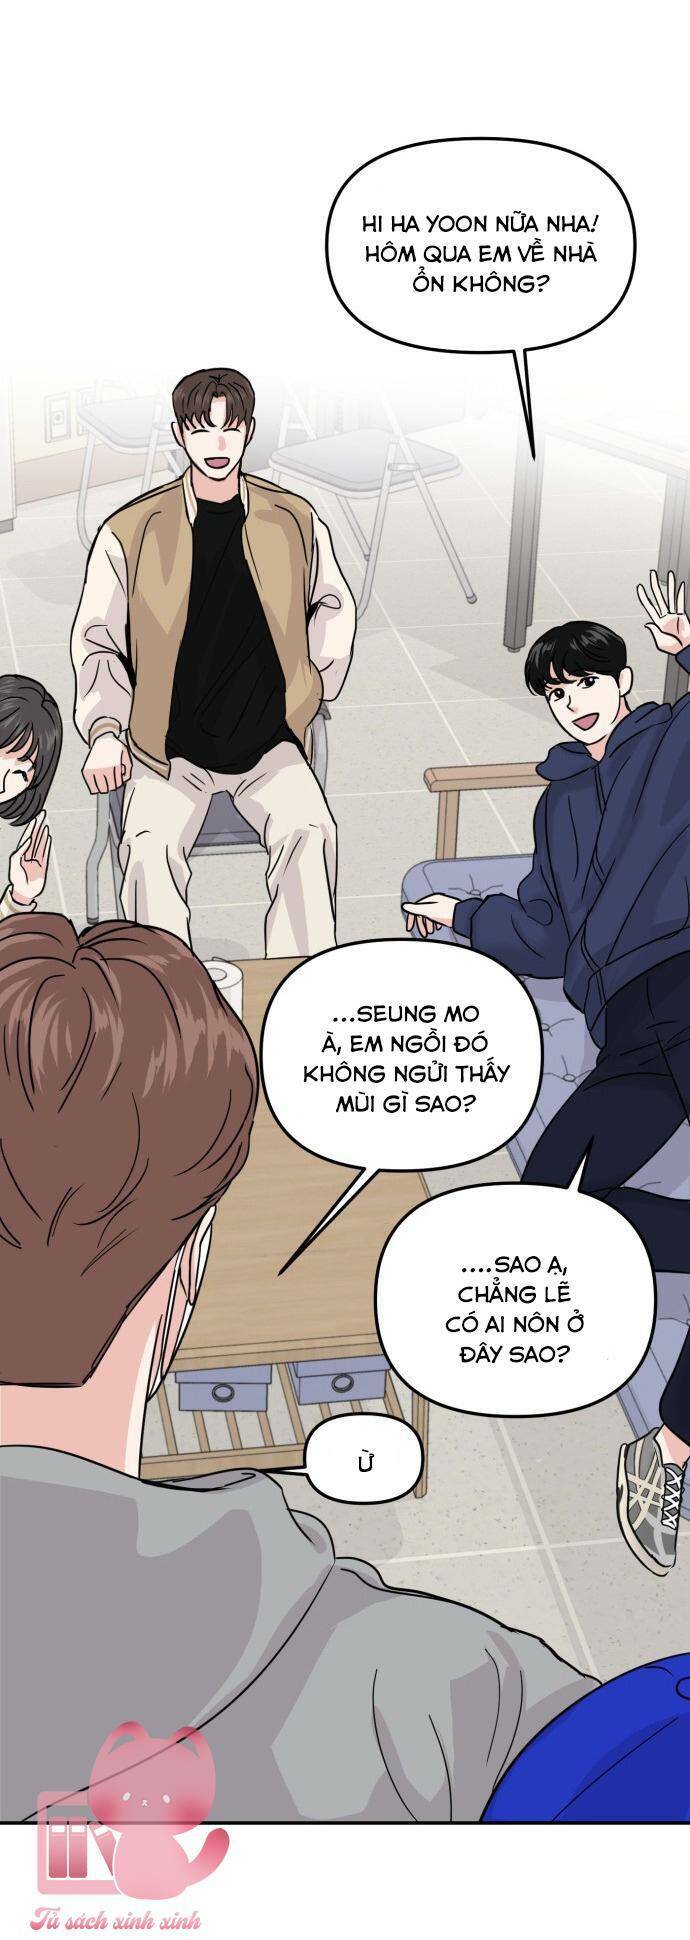 HI HA YOON NỮA NHA!
HÔM QUA EM VỀ NHÀ
ỔN KHÔNG?
...SEUNG MO
À, EM NGỒI ĐÓ
KHÔNG NGỬI THẤY
MÙI GÌ SAO?
....SAO Ạ,
CHẲNG LẼ
CÓ AI NÔN Ở
ĐÂY SAO?
Ừ
Tủ sách xinh xinh